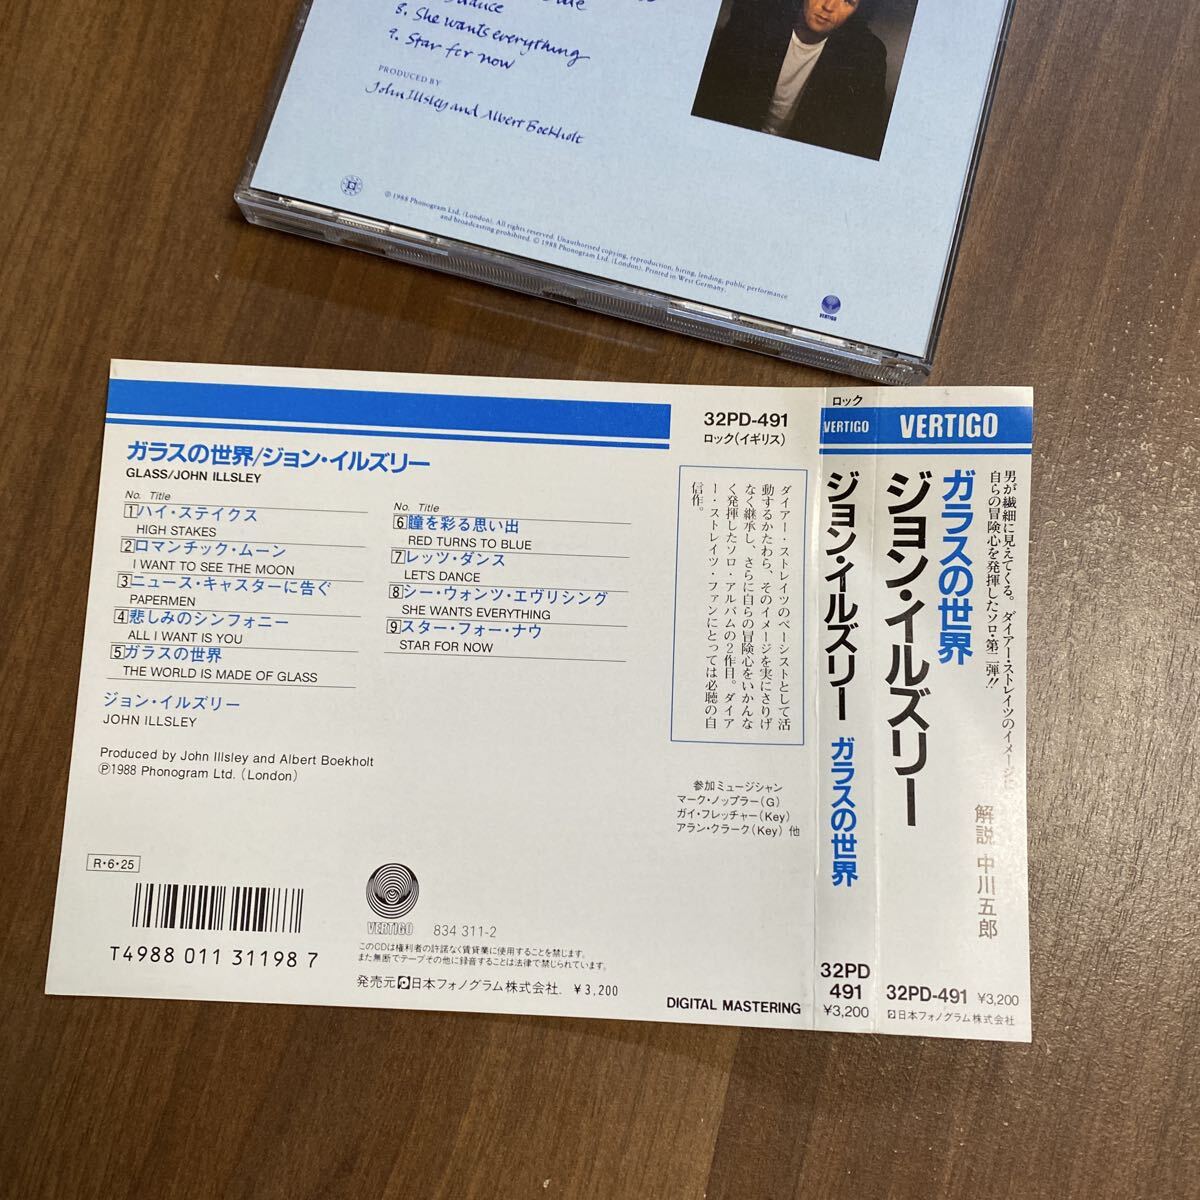 8. She wants everything
9. Star for now
PRODUCED BY
John Illsley and Albert Boekholt
℗ 1988 Phonogram Ltd. (London). All rights reserved. Unauthorised copying, reproduction, hiring, lending, public performance
and broadcasting prohibited. © 1988 Phonogram Ltd. (London). Printed in West Germany.
VERTIGO
ガラスの世界/ジョン・イルズリー
GLASS/JOHN ILLSLEY
No. Title
1 ハイ・ステイクス
HIGH STAKES
2 ロマンチック・ムーン
I WANT TO SEE THE MOON
3 ニュース・キャスターに告ぐ
PAPERMEN
4 悲しみのシンフォニー
ALL I WANT IS YOU
5 ガラスの世界
THE WORLD IS MADE OF GLASS
No. Title
6 瞳を彩る思い出
RED TURNS TO BLUE
7 レッツ・ダンス
LET'S DANCE
8 シー・ウォンツ・エヴリシング
SHE WANTS EVERYTHING
9 スター・フォー・ナウ
STAR FOR NOW
ジョン・イルズリー
JOHN ILLSLEY
Produced by John Illsley and Albert Boekholt
℗1988 Phonogram Ltd. (London)
R・6・25
T4988 011 31198 7
VERTIGO
834 311-2
このCDは権利者の許諾なく賃貸業に使用することを禁じます。
また無断でテープその他に録音することは法律で禁じられています。
発売元 日本フォノグラム株式会社. ¥3,200
32PD-491
ロック(イギリス)
ダイアー・ストレイツのベーシストとして活
動するかたわら、そのイメージを実にさりげ
なく継承し、さらに自らの冒険心をいかんな
く発揮したソロ・アルバムの2作目。ダイア
ー・ストレイツ・ファンにとっては必聴の自
信作。
参加ミュージシャン
マーク・ノップラー(G)
ガイ・フレッチャー(Key)
アラン・クラーク(Key) 他
DIGITAL MASTERING
ロック
VERTIGO
ジョン・イルズリー ガラスの世界
32PD
491
¥3,200
VERTIGO
男が繊細に見えてくる。ダイアー・ストレイツのイメージに
自らの冒険心を発揮したソロ・第二弾!!
ガラスの世界
ジョン・イルズリー
解説 中川五郎
32PD-491 ¥3,200
日本フォノグラム株式会社